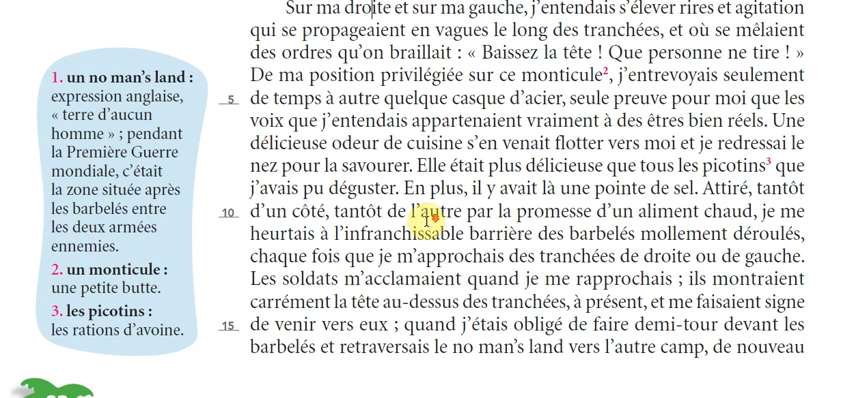 Sur ma droite et sur ma gauche, j'entendais s'élever rires et agitation
qui se propageaient en vagues le long des tranchées, et où se mêlaient
des ordres qu'on braillait : « Baissez la tête ! Que personne ne tire ! »
De ma position privilégiée sur ce monticule², j'entrevoyais seulement
5 de temps à autre quelque casque d'acier, seule preuve pour moi que les
voix que j'entendais appartenaient vraiment à des êtres bien réels. Une
délicieuse odeur de cuisine s'en venait flotter vers moi et je redressai le
nez pour la savourer. Elle était plus délicieuse que tous les picotins³ que
j'avais pu déguster. En plus, il y avait là une pointe de sel. Attiré, tantôt
10 d'un côté, tantôt de l'autre par la promesse d'un aliment chaud, je me
heurtais à l'infranchissable barrière des barbelés mollement déroulés,
chaque fois que je m'approchais des tranchées de droite ou de gauche.
Les soldats m'acclamaient quand je me rapprochais ; ils montraient
carrément la tête au-dessus des tranchées, à présent, et me faisaient signe
15 de venir vers eux ; quand j'étais obligé de faire demi-tour devant les
barbelés et retraversais le no man's land vers l'autre camp, de nouveau
1. un no man's land :
expression anglaise,
« terre d'aucun
homme » ; pendant
la Première Guerre
mondiale, c'était
la zone située après
les barbelés entre
les deux armées
ennemies.
2. un monticule :
une petite butte.
3. les picotins :
les rations d'avoine.